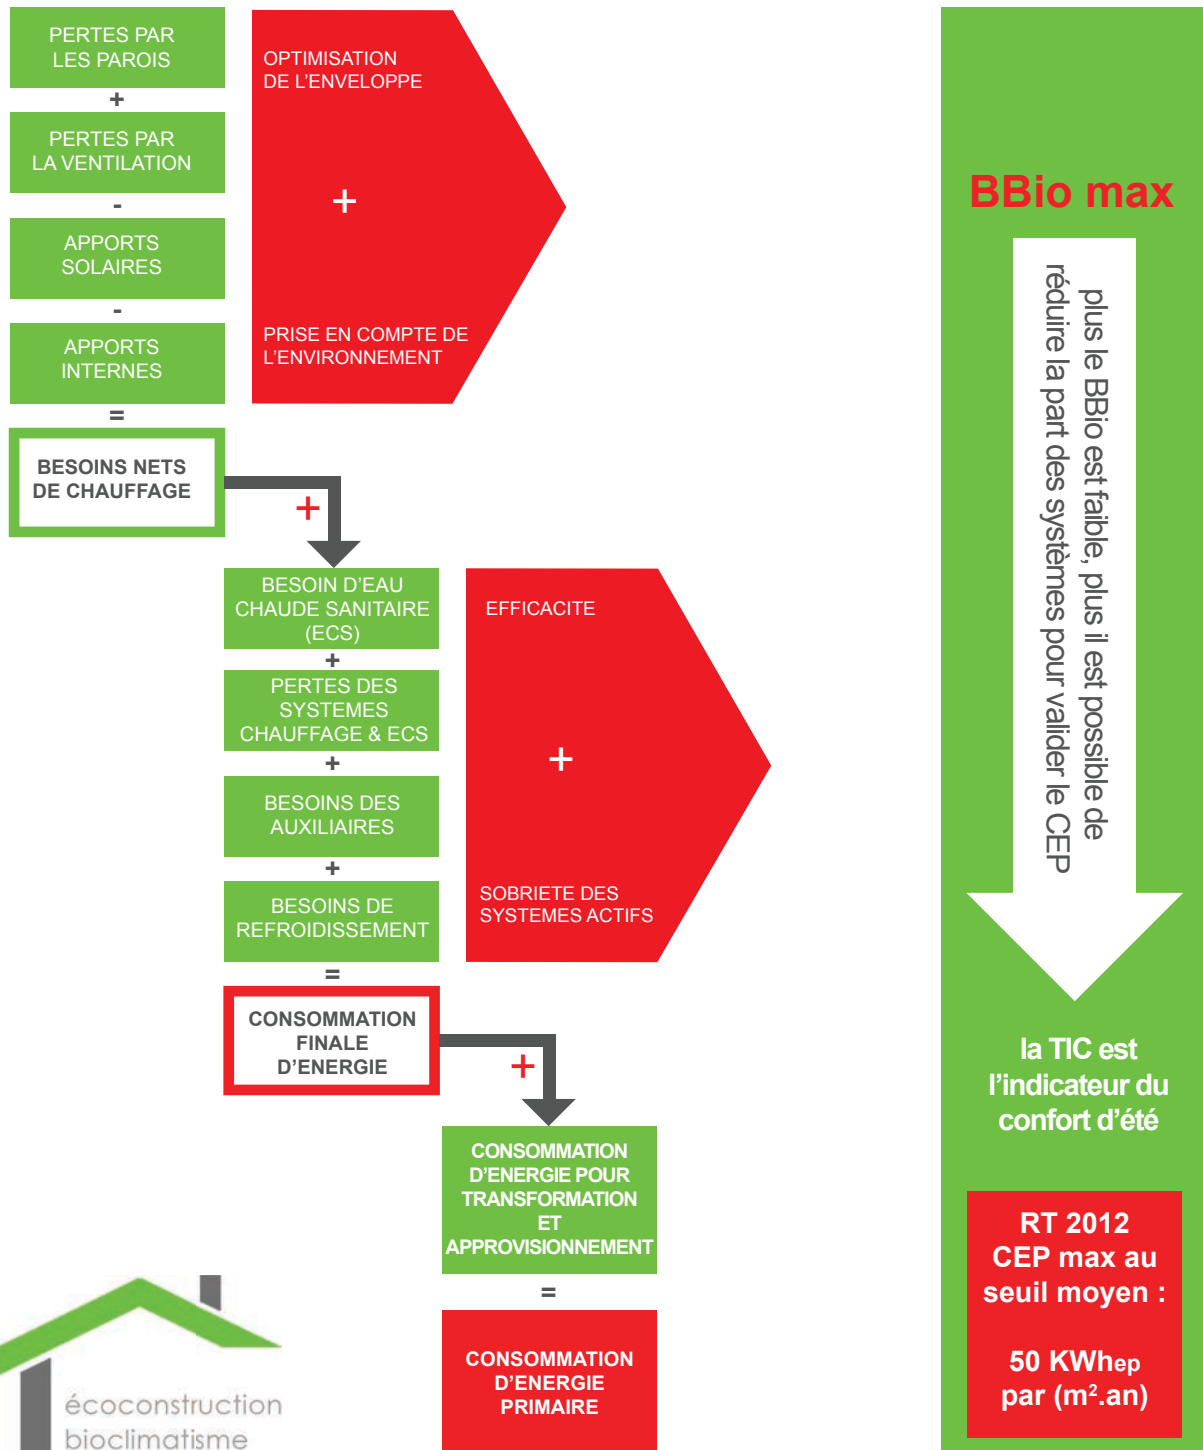 PERTES PAR
LES PAROIS
+
PERTES PAR
LA VENTILATION
-
APPORTS
SOLAIRES
-
APPORTS
INTERNES
=
BESOINS NETS
DE CHAUFFAGE
OPTIMISATION
DE L'ENVELOPPE
+
PRISE EN COMPTE DE
L'ENVIRONNEMENT
+
BESOIN D'EAU
CHAUDE SANITAIRE
(ECS)
+
PERTES DES
SYSTEMES
CHAUFFAGE & ECS
+
BESOINS DES
AUXILIAIRES
+
BESOINS DE
REFROIDISSEMENT
=
CONSOMMATION
FINALE
D'ENERGIE
EFFICACITE
+
SOBRIETE DES
SYSTEMES ACTIFS
+
CONSOMMATION
D'ENERGIE POUR
TRANSFORMATION
ET
APPROVISIONNEMENT
=
CONSOMMATION
D'ENERGIE
PRIMAIRE
BBio max
plus le BBio est faible, plus il est possible de
réduire la part des systèmes pour valider le CEP
la TIC est
l'indicateur du
confort d'été
RT 2012
CEP max au
seuil moyen :
50 KWhep
par (m².an)
écoconstruction
bioclimatisme